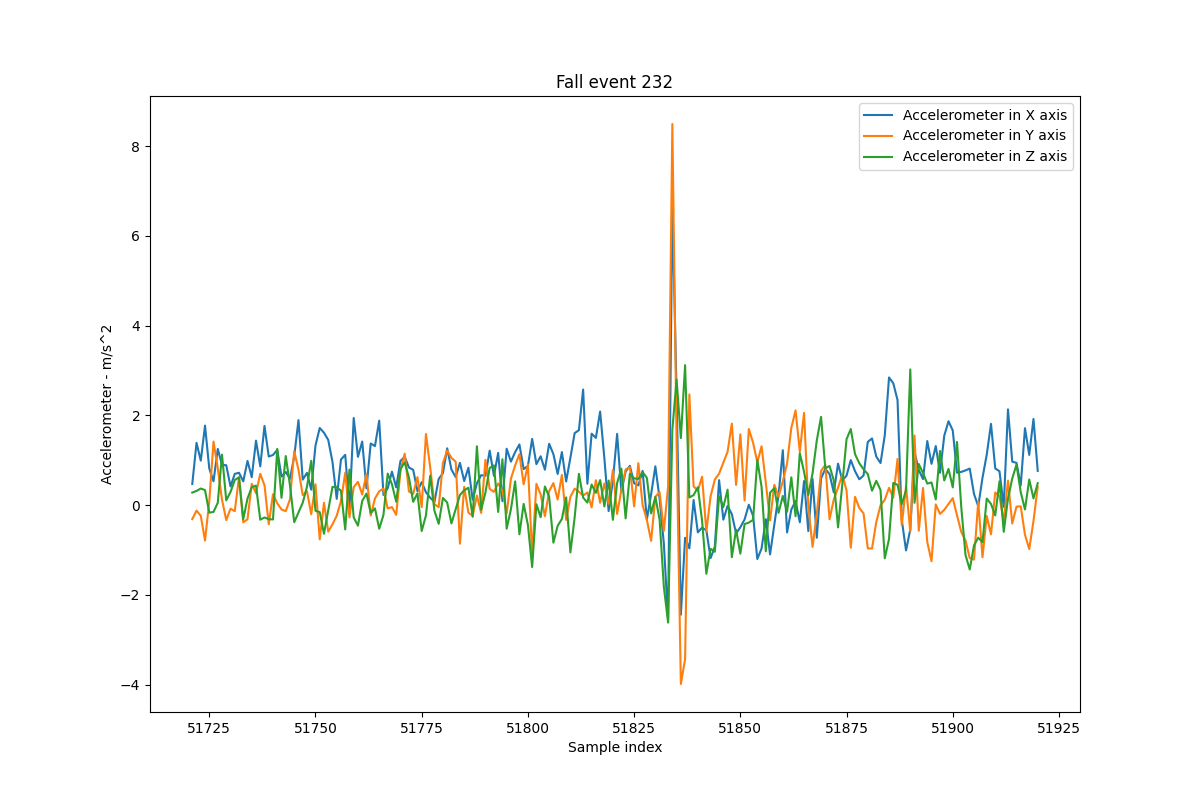 Fall event 232
Accelerometer in X axis
Accelerometer in Y axis
Accelerometer in Z axis
Accelerometer - m/s^2
8
6
4
2
0
−2
−4
51725 51750 51775 51800 51825 51850 51875 51900 51925
Sample index